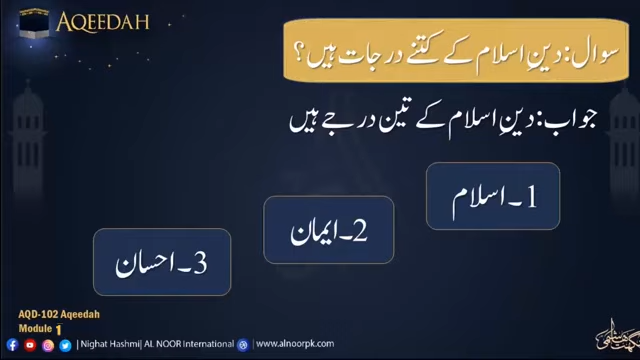 AQEEDAH
سوال: دینِ اسلام کے کتنے درجات ہیں؟
جواب: دینِ اسلام کے تین درجے ہیں
1۔اسلام
2۔ایمان
3۔احسان
AQD-102 Aqeedah
Module 1
| Nighat Hashmi| AL NOOR International www.alnoorpk.com